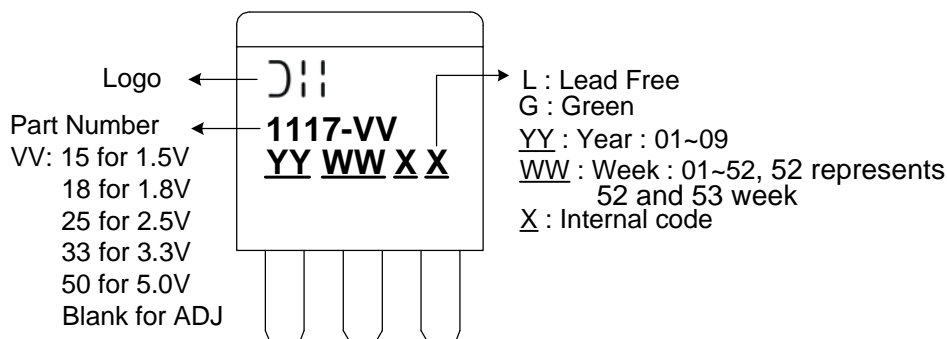 Logo
Part Number
VV: 15 for 1.5V
18 for 1.8V
25 for 2.5V
33 for 3.3V
50 for 5.0V
Blank for ADJ
1117-VV
YY WW X X
L : Lead Free
G : Green
YY : Year : 01~09
WW : Week : 01~52, 52 represents
52 and 53 week
X : Internal code